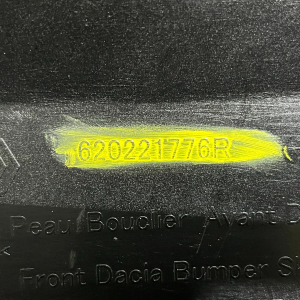 620221776R
Peau Bouclier Avant D
< Front Dacia Bumper S